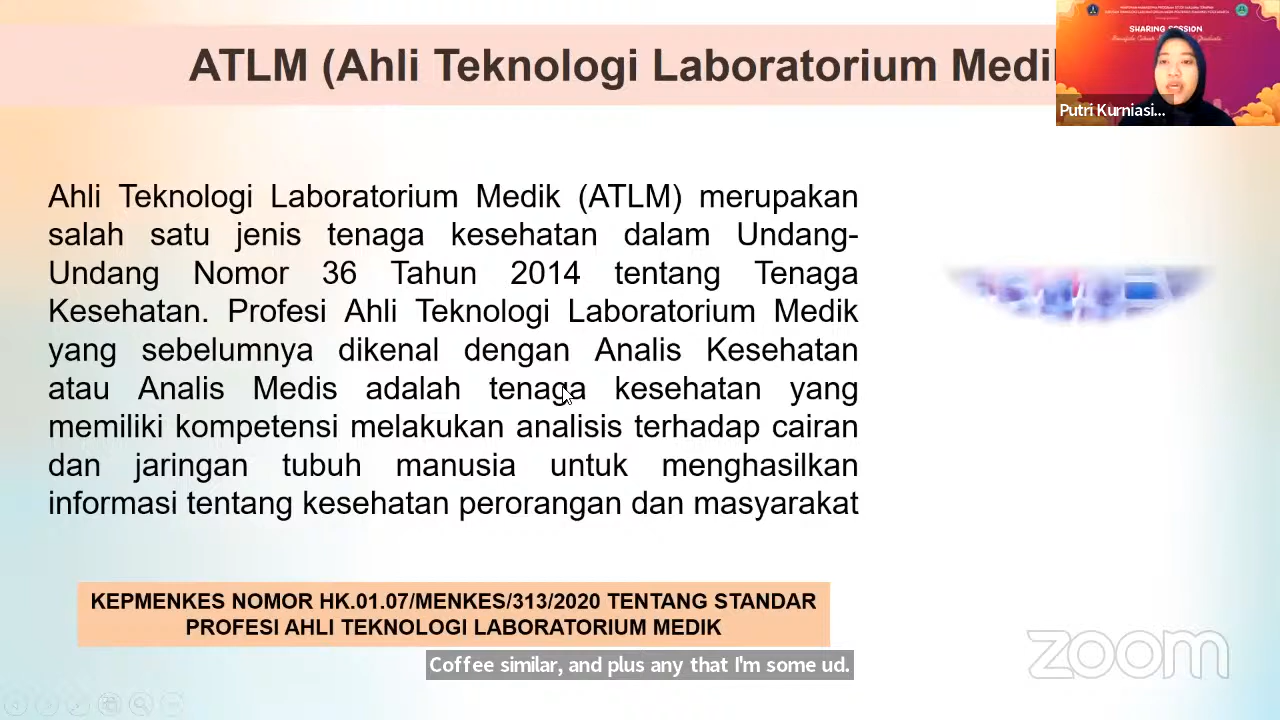 ATLM (Ahli Teknologi Laboratorium Medi
SHARING SESSION
Putri Kurniasi...
Ahli Teknologi Laboratorium Medik (ATLM) merupakan
salah satu jenis tenaga kesehatan dalam Undang-
Undang Nomor 36 Tahun 2014 tentang Tenaga
Kesehatan. Profesi Ahli Teknologi Laboratorium Medik
yang sebelumnya dikenal dengan Analis Kesehatan
atau Analis Medis adalah tenaga kesehatan yang
memiliki kompetensi melakukan analisis terhadap cairan
dan jaringan tubuh manusia untuk menghasilkan
informasi tentang kesehatan perorangan dan masyarakat
KEPMENKES NOMOR HK.01.07/MENKES/313/2020 TENTANG STANDAR
PROFESI AHLI TEKNOLOGI LABORATORIUM MEDIK
Coffee similar, and plus any that I'm some ud.
zoom